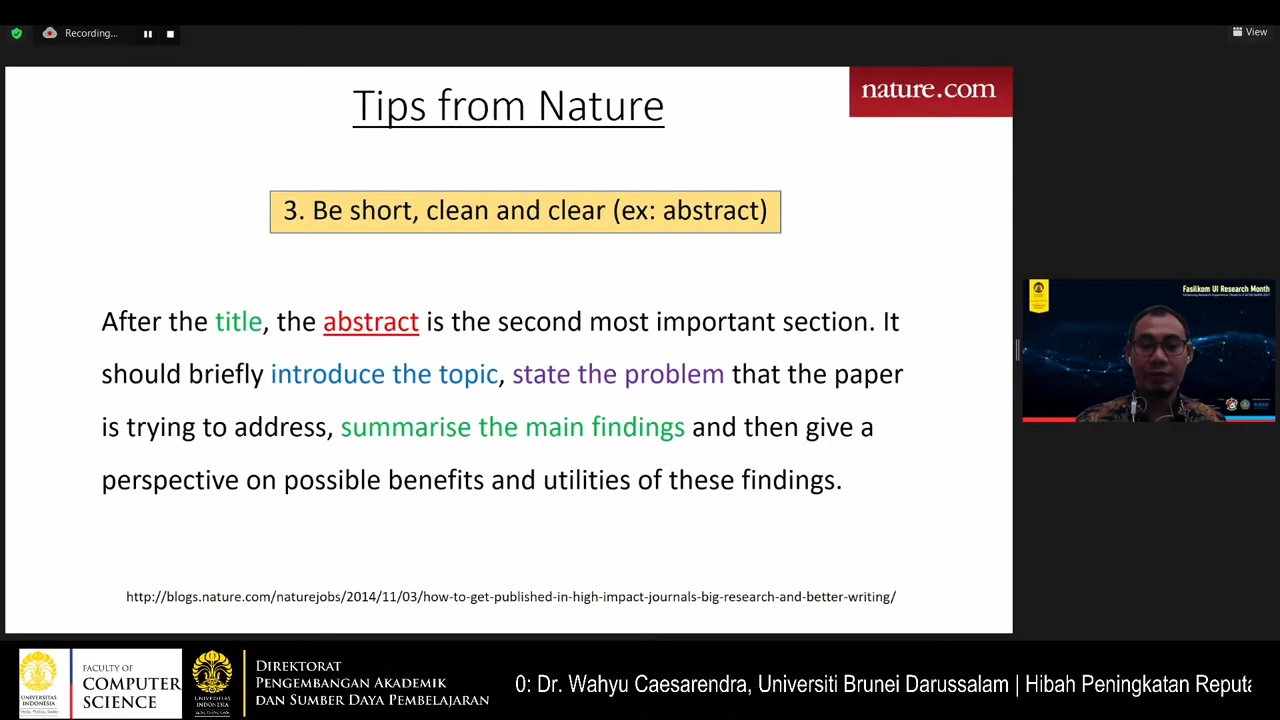 Recording...
View
Tips from Nature
nature.com
3. Be short, clean and clear (ex: abstract)
After the title, the abstract is the second most important section. It
should briefly introduce the topic, state the problem that the paper
is trying to address, summarise the main findings and then give a
perspective on possible benefits and utilities of these findings.
http://blogs.nature.com/naturejobs/2014/11/03/how-to-get-published-in-high-impact-journals-big-research-and-better-writing/
Fasilkom UI Research Month
UNIVERSITAS
INDONESIA
FACULTY OF
COMPUTER
SCIENCE
UNIVERSITAS
INDONESIA
DIREKTORAT
PENGEMBANGAN AKADEMIK
DAN SUMBER DAYA PEMBELAJARAN
0: Dr. Wahyu Caesarendra, Universiti Brunei Darussalam | Hibah Peningkatan Reputa